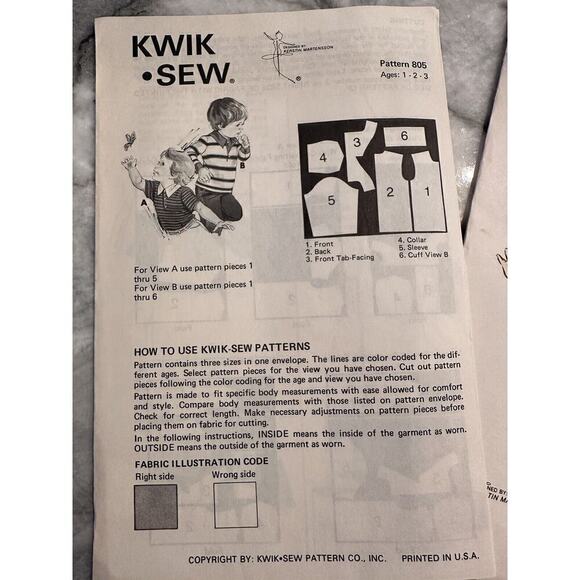 KWIK
•SEW®
DESIGNED BY
KERSTIN MARTENSSON
®
Pattern 805
Ages: 1 - 2 - 3
A
B
4
3
6
5
2
1
1. Front
2. Back
3. Front Tab-Facing
4. Collar
5. Sleeve
6. Cuff View B
For View A use pattern pieces 1
thru 5
For View B use pattern pieces 1
thru 6
HOW TO USE KWIK-SEW PATTERNS
Pattern contains three sizes in one envelope. The lines are color coded for the dif-
ferent ages. Select pattern pieces for the view you have chosen. Cut out pattern
pieces following the color coding for the age and view you have chosen.
Pattern is made to fit specific body measurements with ease allowed for comfort
and style. Compare body measurements with those listed on pattern envelope.
Check for correct length. Make necessary adjustments on pattern pieces before
placing them on fabric for cutting.
In the following instructions, INSIDE means the inside of the garment as worn.
OUTSIDE means the outside of the garment as worn.
FABRIC ILLUSTRATION CODE
Right side
Wrong side
COPYRIGHT BY: KWIK•SEW PATTERN CO., INC. PRINTED IN U.S.A.